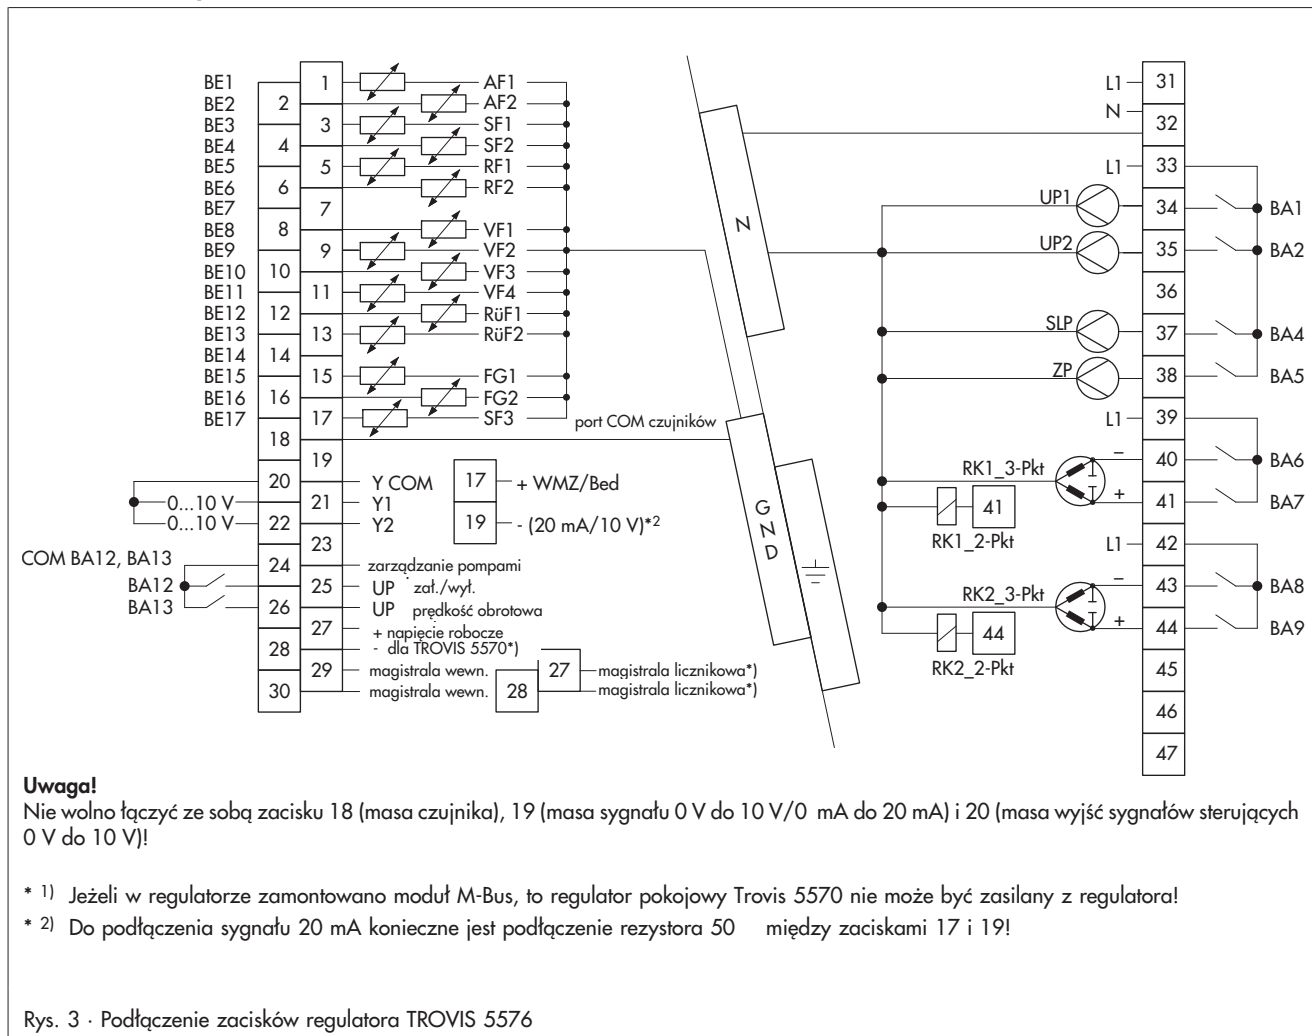 BE1 1 AF1
BE2 2 AF2
BE3 3 SF1
BE4 4 SF2
BE5 5 RF1
BE6 6 RF2
BE7 7
BE8 8 VF1
BE9 9 VF2
BE10 10 VF3
BE11 11 VF4
BE12 12 RüF1
BE13 13 RüF2
BE14 14
BE15 15 FG1
BE16 16 FG2
BE17 17 SF3
port COM czujników
18
19
20 Y COM 17 + WMZ/Bed
0...10 V 21 Y1
0...10 V 22 Y2 19 - (20 mA/10 V)*2
23
COM BA12, BA13
24 zarządzanie pompami
BA12 25 UP zał./wył.
BA13 26 UP prędkość obrotowa
27 + napięcie robocze
28 - dla TROVIS 5570*)
29 magistrala wewn. 27 magistrala licznikowa*)
30 magistrala wewn. 28 magistrala licznikowa*)
N
GND
L1 31
N 32
L1 33
UP1 34 BA1
UP2 35 BA2
36
SLP 37 BA4
ZP 38 BA5
L1 39
RK1_3-Pkt − 40 BA6
41 + 41 BA7
RK1_2-Pkt
L1 42
RK2_3-Pkt − 43 BA8
44 + 44 BA9
RK2_2-Pkt
45
46
47
Uwaga!
Nie wolno łączyć ze sobą zacisku 18 (masa czujnika), 19 (masa sygnału 0 V do 10 V/0 mA do 20 mA) i 20 (masa wyjść sygnałów sterujących
0 V do 10 V)!
* 1) Jeżeli w regulatorze zamontowano moduł M-Bus, to regulator pokojowy Trovis 5570 nie może być zasilany z regulatora!
* 2) Do podłączenia sygnału 20 mA konieczne jest podłączenie rezystora 50 między zaciskami 17 i 19!
Rys. 3 · Podłączenie zacisków regulatora TROVIS 5576